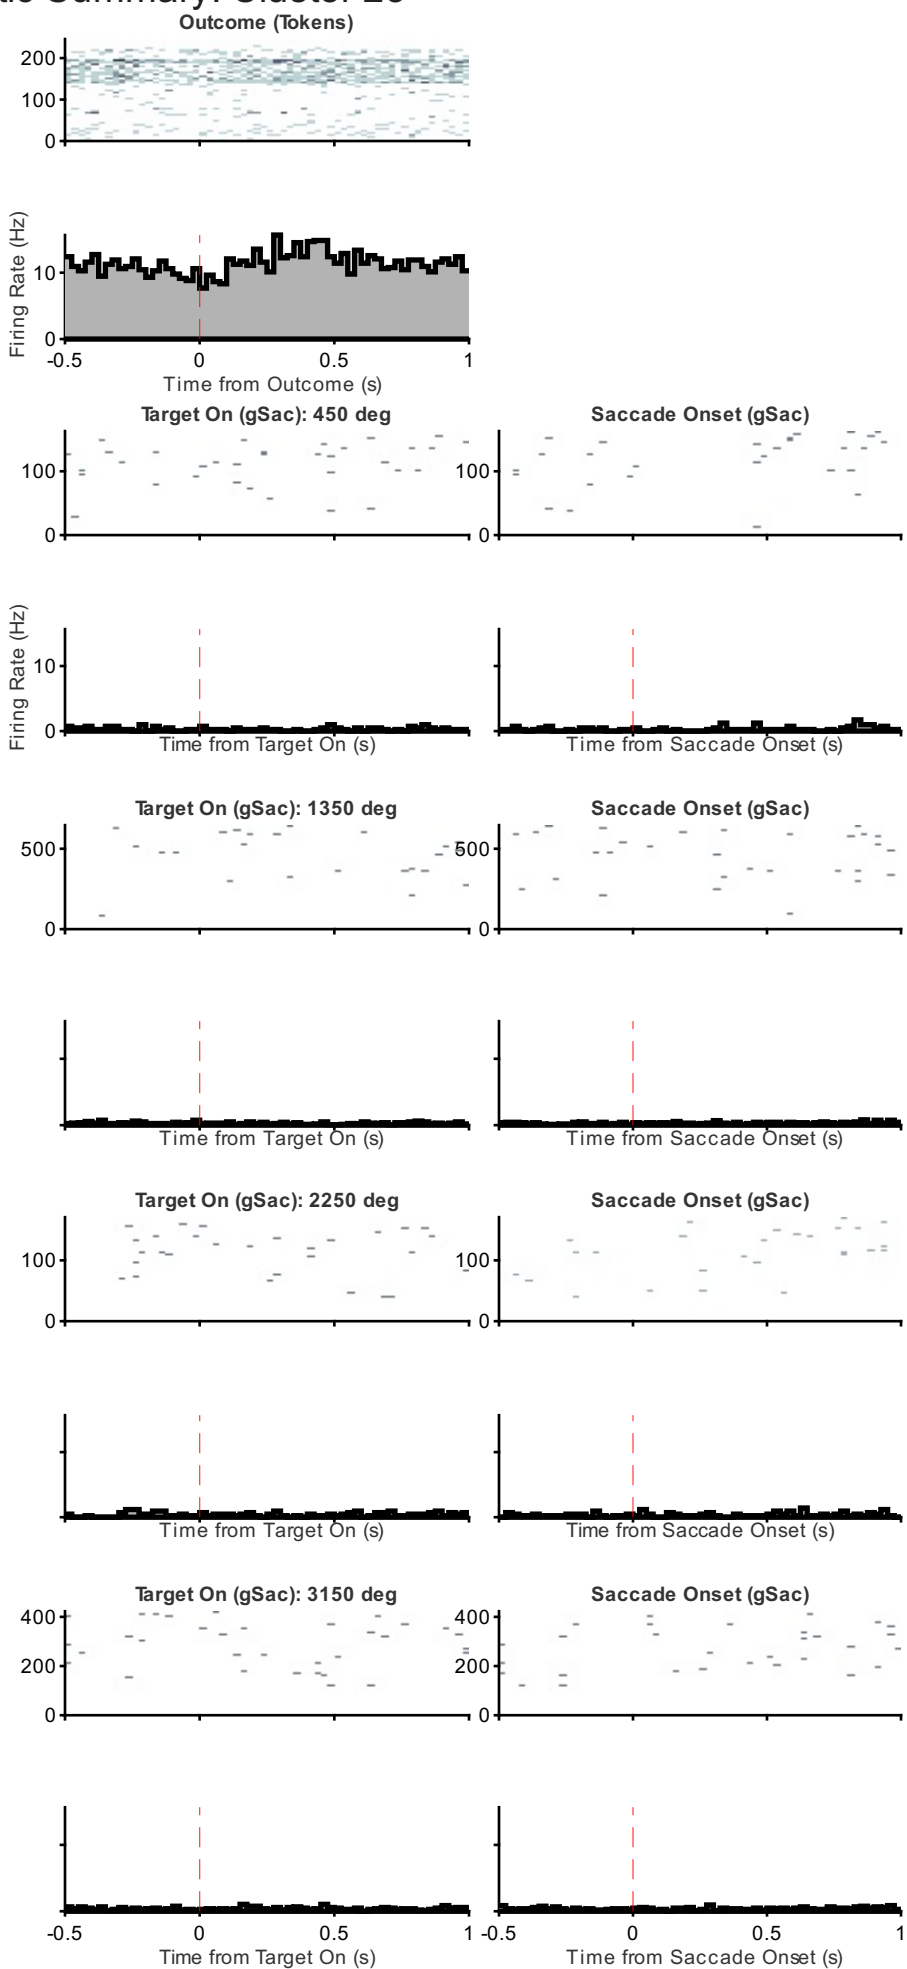 Summary: Cluster
Outcome (Tokens)
200
100
0
Firing Rate (Hz)
10
0
-0.5 0 0.5 1
Time from Outcome (s)
Target On (gSac): 450 deg Saccade Onset (gSac)
100 100
0 0
Firing Rate (Hz)
10
0
Time from Target On (s) Time from Saccade Onset (s)
Target On (gSac): 1350 deg Saccade Onset (gSac)
500 500
0 0
Time from Target On (s) Time from Saccade Onset (s)
Target On (gSac): 2250 deg Saccade Onset (gSac)
100 100
0 0
Time from Target On (s) Time from Saccade Onset (s)
Target On (gSac): 3150 deg Saccade Onset (gSac)
400 400
200 200
0 0
-0.5 0 0.5 1 -0.5 0 0.5 1
Time from Target On (s) Time from Saccade Onset (s)